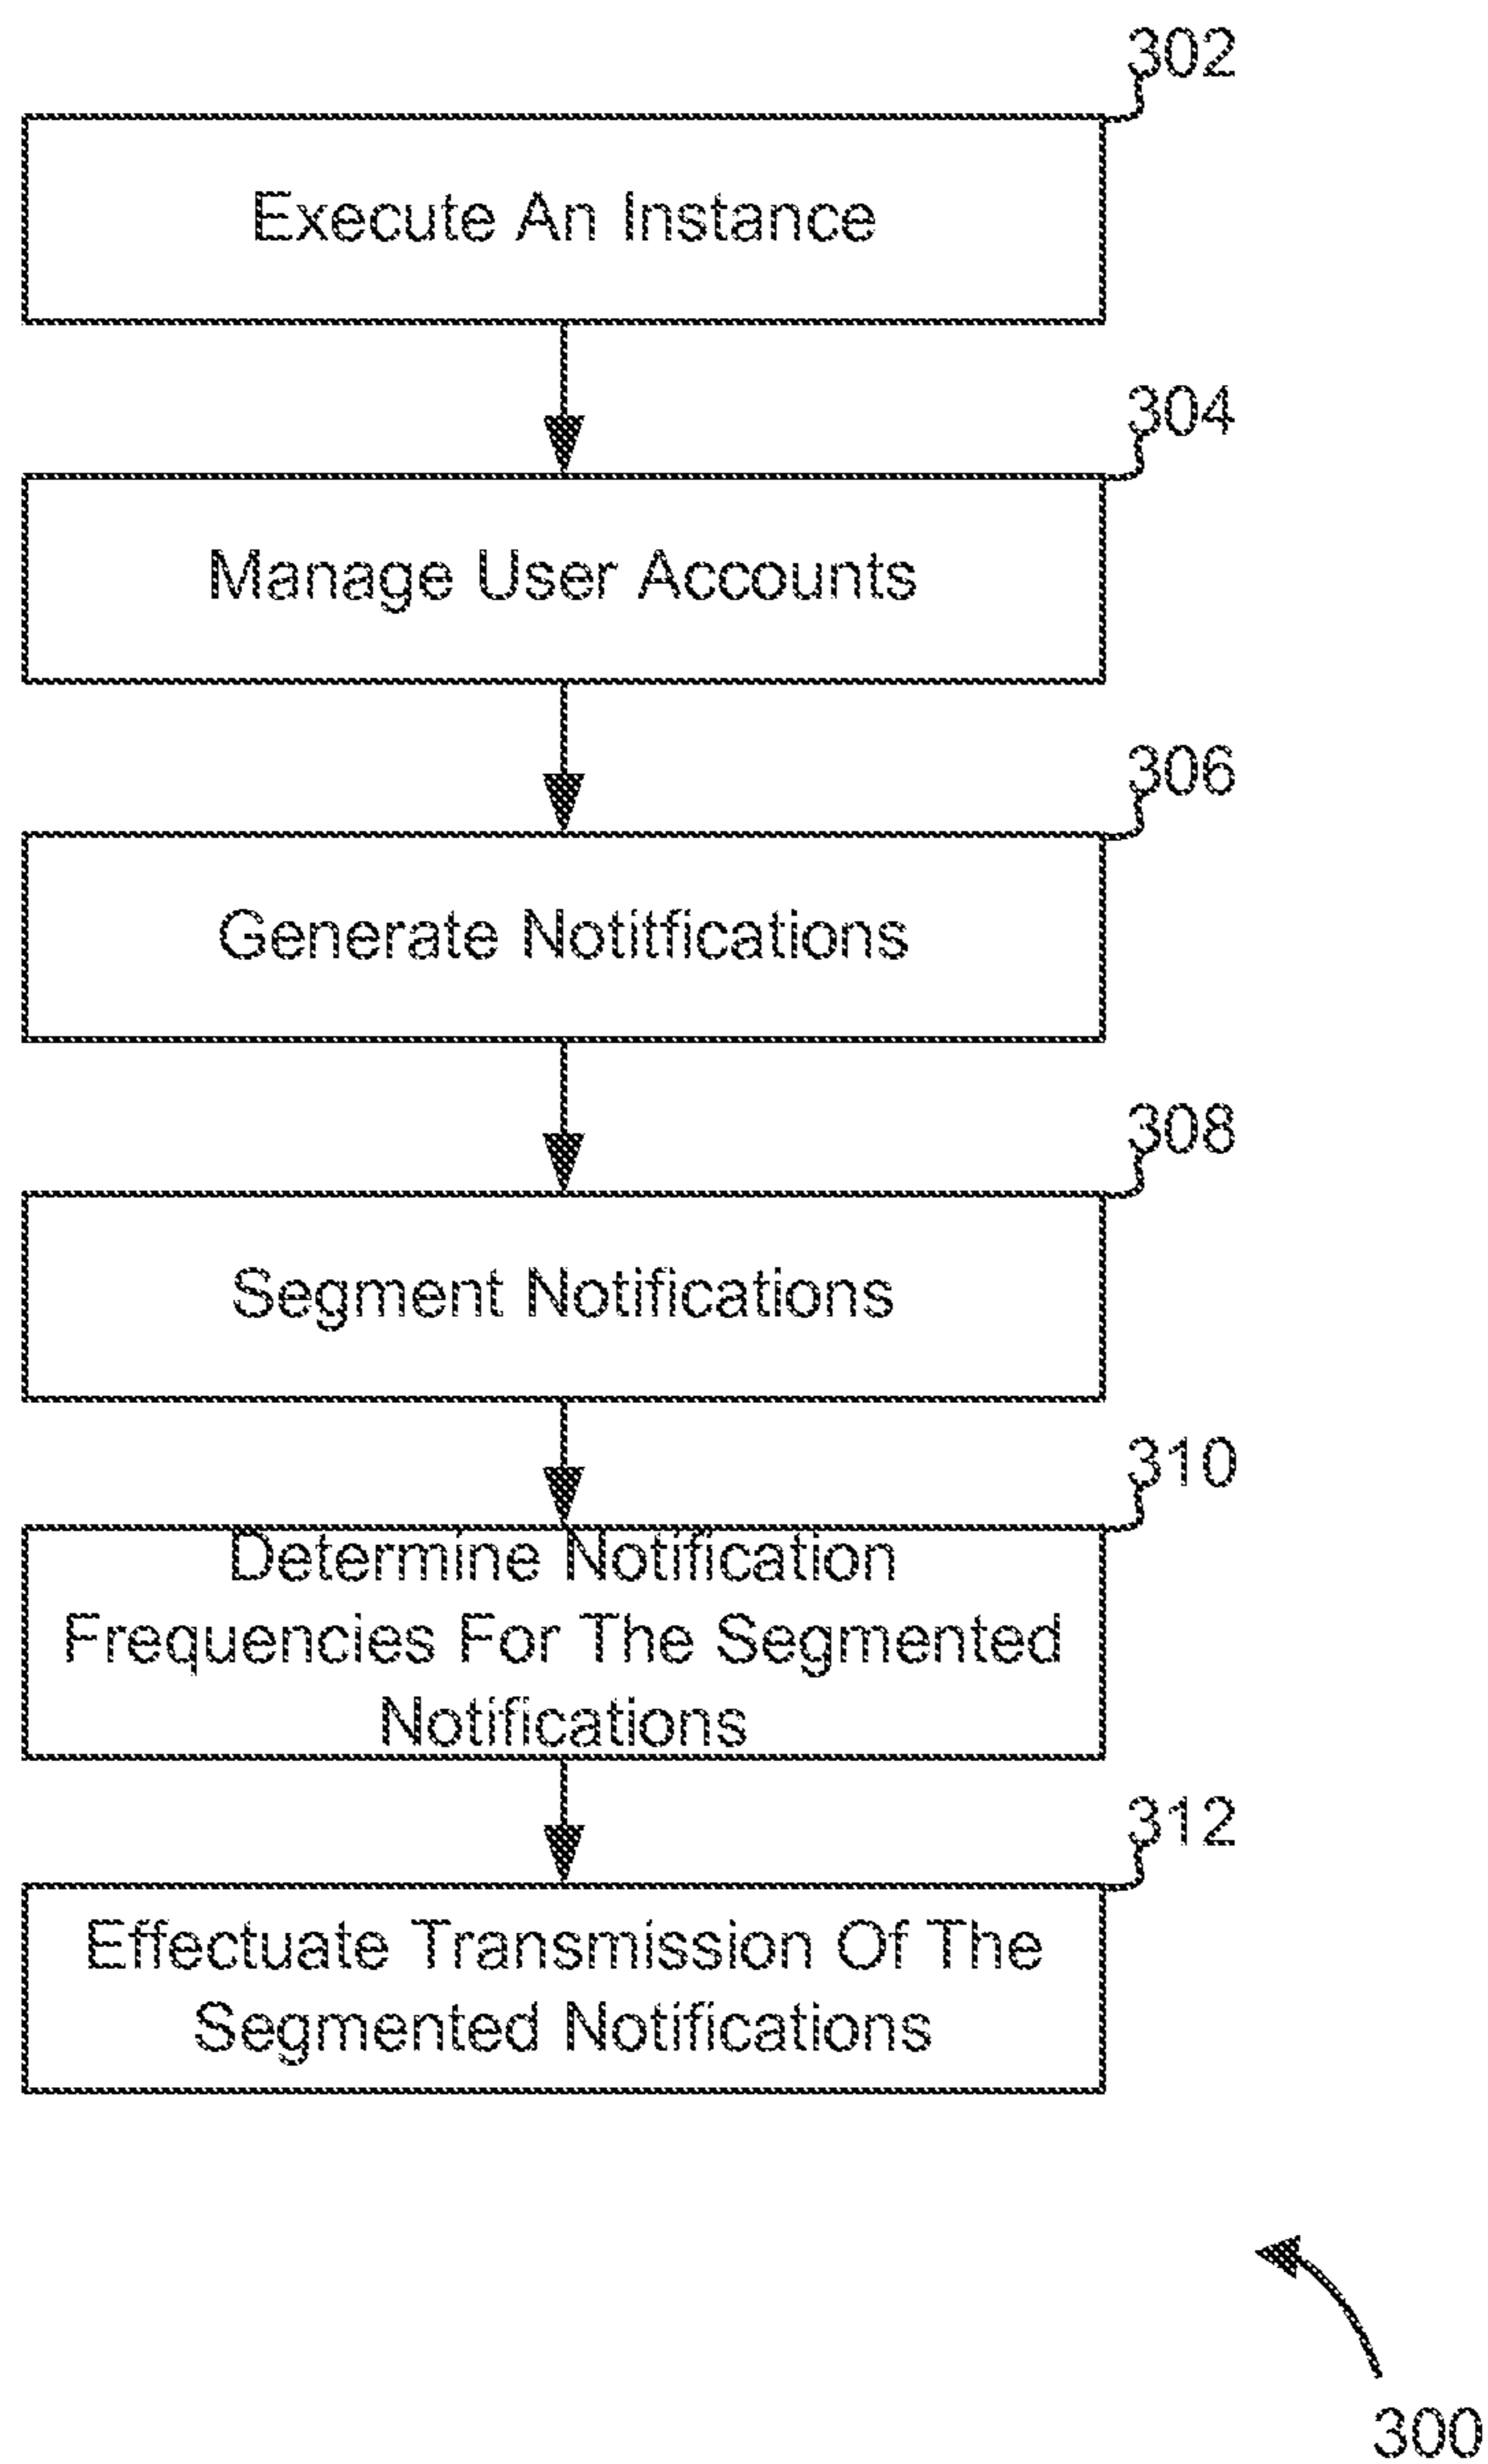 302
Execute An Instance
304
Manage User Accounts
306
Generate Notitfications
308
Segment Notifications
310
Determine Notification
Frequencies For The Segmented
Notifications
312
Effectuate Transmission Of The
Segmented Notifications
300